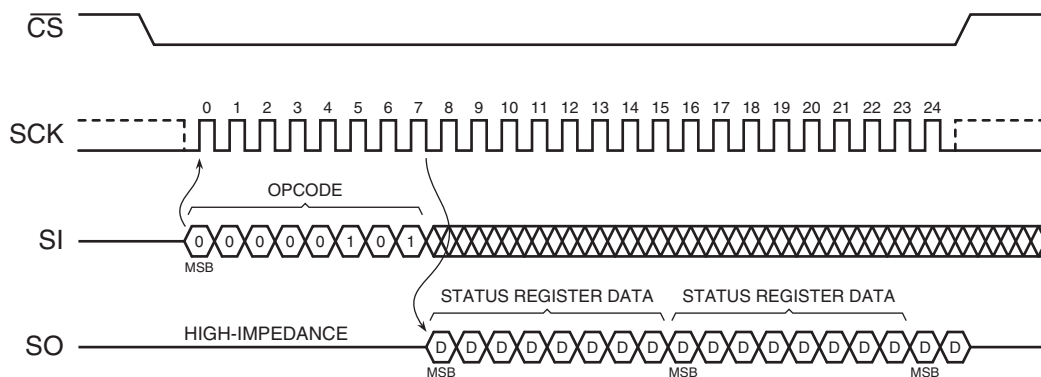 C̅S̅
0 1 2 3 4 5 6 7 8 9 10 11 12 13 14 15 16 17 18 19 20 21 22 23 24
SCK
OPCODE
SI 0 0 0 0 0 1 0 1
MSB
STATUS REGISTER DATA STATUS REGISTER DATA
HIGH-IMPEDANCE
SO D D D D D D D D D D D D D D D D D D
MSB MSB MSB